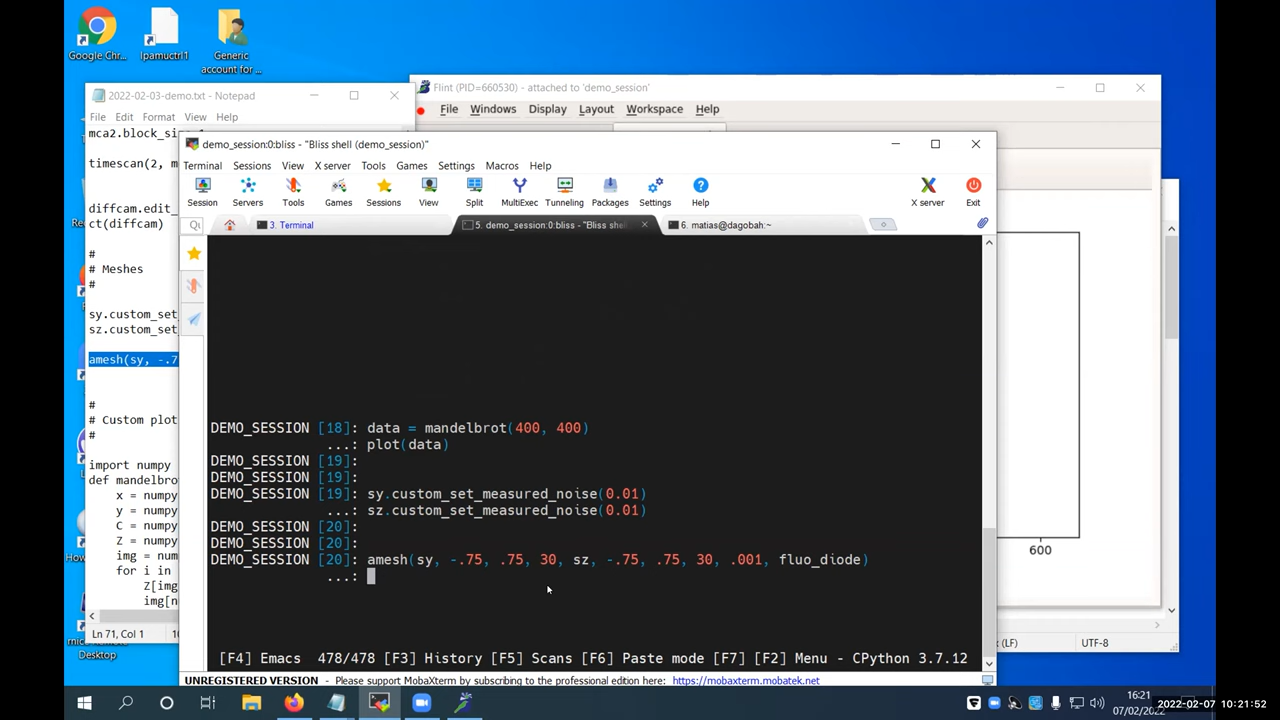 Google Chr...
lpamuctrl1
Generic
account for ...
2022-02-03-demo.txt - Notepad
File Edit Format View Help
mca2.block_si
timescan(2, m
diffcam.edit_
ct(diffcam)
#
# Meshes
#
sy.custom_set_
sz.custom_set_
amesh(sy, -.7
#
# Custom plot
#
import numpy
def mandelbro
x = numpy
y = numpy
C = numpy
Z = numpy
img = num
for i in
Z[img
img[n
Ln 71, Col 1
Desktop
Flint (PID=660530) - attached to 'demo_session'
File Windows Display Layout Workspace Help
600
UTF-8
demo_session:0:bliss - "Bliss shell (demo_session)"
Terminal Sessions View X server Tools Games Settings Macros Help
Session Servers Tools Games Sessions View Split MultiExec Tunneling Packages Settings Help X server Exit
3. Terminal
5. demo_session:0:bliss - "Bliss shel
6. matias@dagobah:~
DEMO_SESSION [18]: data = mandelbrot(400, 400)
...: plot(data)
DEMO_SESSION [19]:
DEMO_SESSION [19]:
DEMO_SESSION [19]: sy.custom_set_measured_noise(0.01)
...: sz.custom_set_measured_noise(0.01)
DEMO_SESSION [20]:
DEMO_SESSION [20]:
DEMO_SESSION [20]: amesh(sy, -.75, .75, 30, sz, -.75, .75, 30, .001, fluo_diode)
...:
[F4] Emacs 478/478 [F3] History [F5] Scans [F6] Paste mode [F7] [F2] Menu - CPython 3.7.12
UNREGISTERED VERSION - Please support MobaXterm by subscribing to the professional edition here: https://mobaxterm.mobatek.net
16:21
07/02/2022
2022-02-07 10:21:52